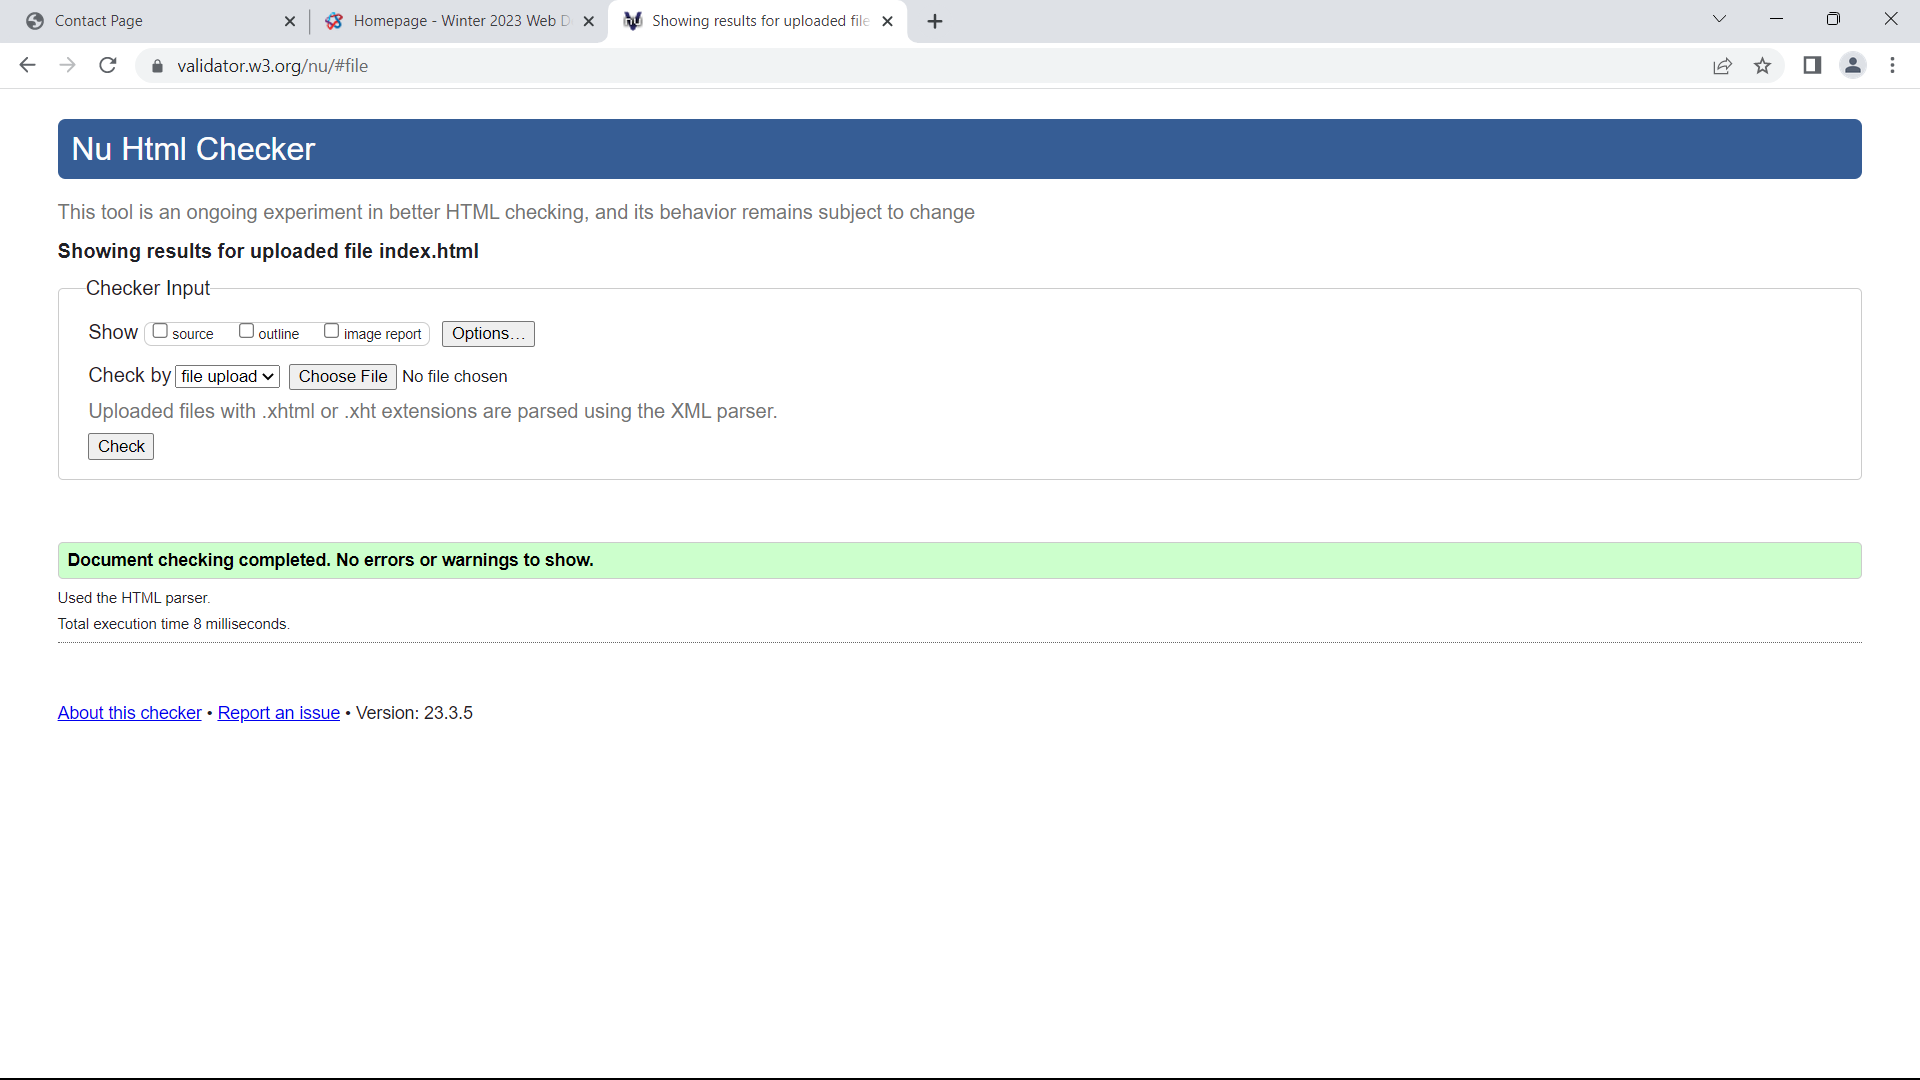 Contact Page
Homepage - Winter 2023 Web D
Showing results for uploaded file
validator.w3.org/nu/#file
Nu Html Checker
This tool is an ongoing experiment in better HTML checking, and its behavior remains subject to change
Showing results for uploaded file index.html
Checker Input
Show source outline image report Options...
Check by file upload Choose File No file chosen
Uploaded files with .xhtml or .xht extensions are parsed using the XML parser.
Check
Document checking completed. No errors or warnings to show.
Used the HTML parser.
Total execution time 8 milliseconds.
About this checker • Report an issue • Version: 23.3.5